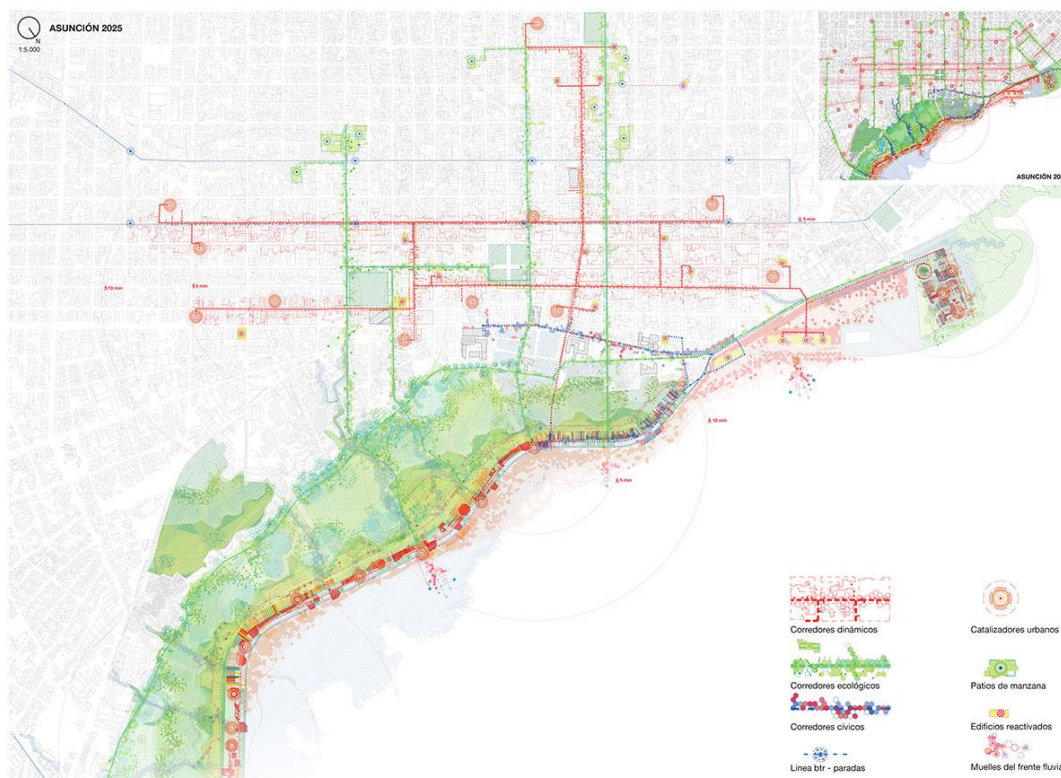 ASUNCIÓN 2025
N
1:5.000
ASUNCIÓN 20
5 min
10 min
5 min
10 min
5 min
Corredores dinámicos
Catalizadores urbanos
Corredores ecológicos
Patios de manzana
Corredores cívicos
Edificios reactivados
Linea btr - paradas
Muelles del frente fluvia